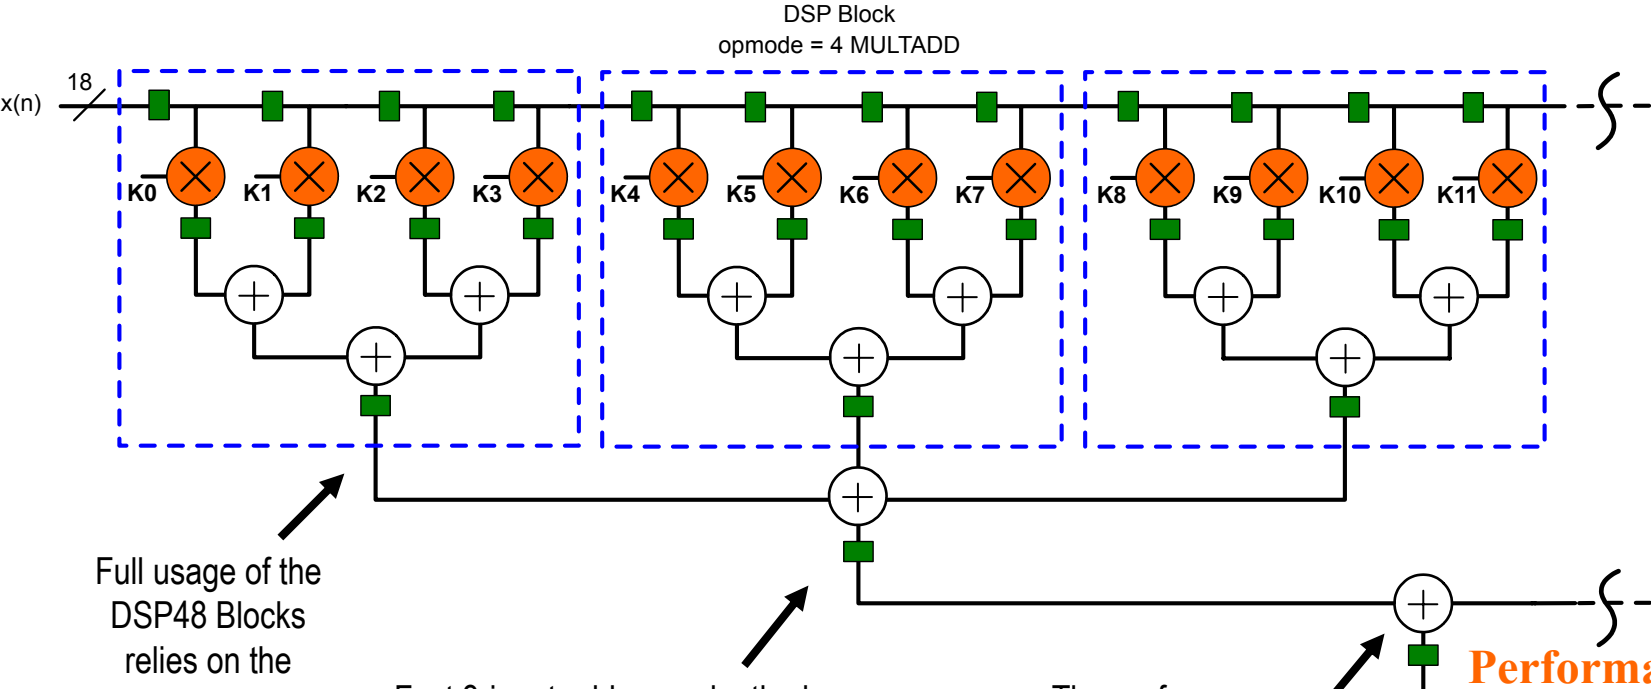 DSP Block
opmode = 4 MULTADD
18
x(n)
K0 K1 K2 K3 K4 K5 K6 K7 K8 K9 K10 K11
Full usage of the
DSP48 Blocks
relies on the